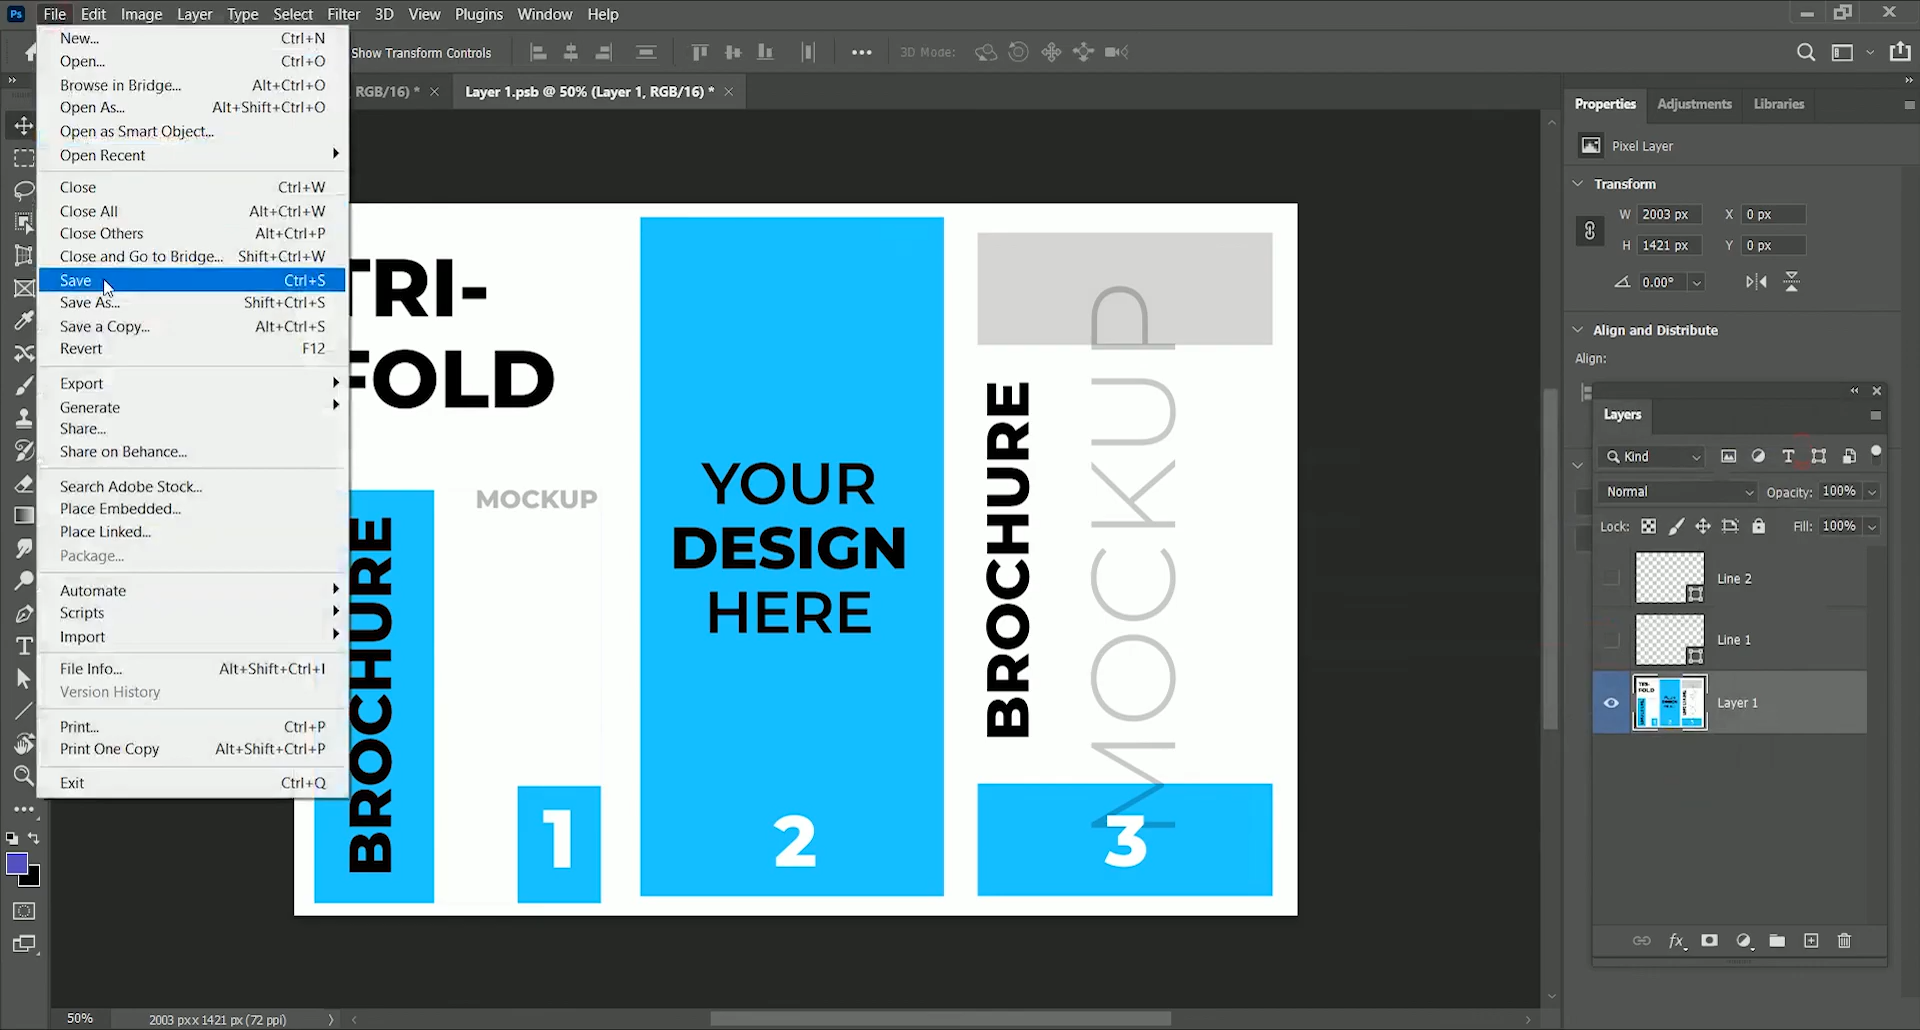 Ps File Edit Image Layer Type Select Filter 3D View Plugins Window Help
Show Transform Controls
3D Mode:
RGB/16) * ×
Layer 1.psb @ 50% (Layer 1, RGB/16) * ×
New... Ctrl+N
Open... Ctrl+O
Browse in Bridge... Alt+Ctrl+O
Open As... Alt+Shift+Ctrl+O
Open as Smart Object...
Open Recent
Close Ctrl+W
Close All Alt+Ctrl+W
Close Others Alt+Ctrl+P
Close and Go to Bridge... Shift+Ctrl+W
Save Ctrl+S
Save As... Shift+Ctrl+S
Save a Copy... Alt+Ctrl+S
Revert F12
Export
Generate
Share...
Share on Behance...
Search Adobe Stock...
Place Embedded...
Place Linked...
Package...
Automate
Scripts
Import
File Info... Alt+Shift+Ctrl+I
Version History
Print... Ctrl+P
Print One Copy Alt+Shift+Ctrl+P
Exit Ctrl+Q
TRI-
FOLD
MOCKUP
BROCHURE
1
YOUR
DESIGN
HERE
2
BROCHURE
MOCKUP
3
Properties Adjustments Libraries
Pixel Layer
Transform
W 2003 px X 0 px
H 1421 px Y 0 px
0.00°
Align and Distribute
Align:
Layers
Kind
Normal Opacity: 100%
Lock: Fill: 100%
Line 2
Line 1
Layer 1
50% 2003 px x 1421 px (72 ppi)